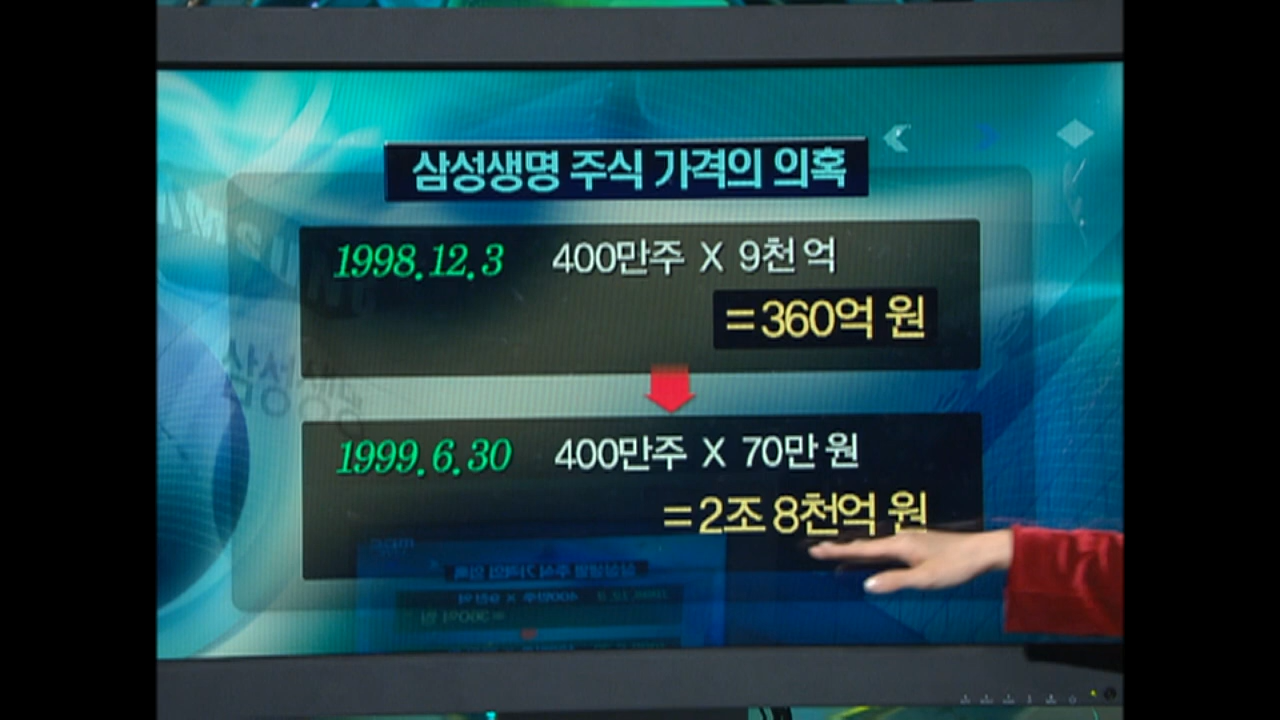 삼성생명 주식 가격의 의혹
1998.12.3 400만주 X 9천 억
=360억 원
1999.6.30 400만주 X 70만 원
=2조 8천억 원